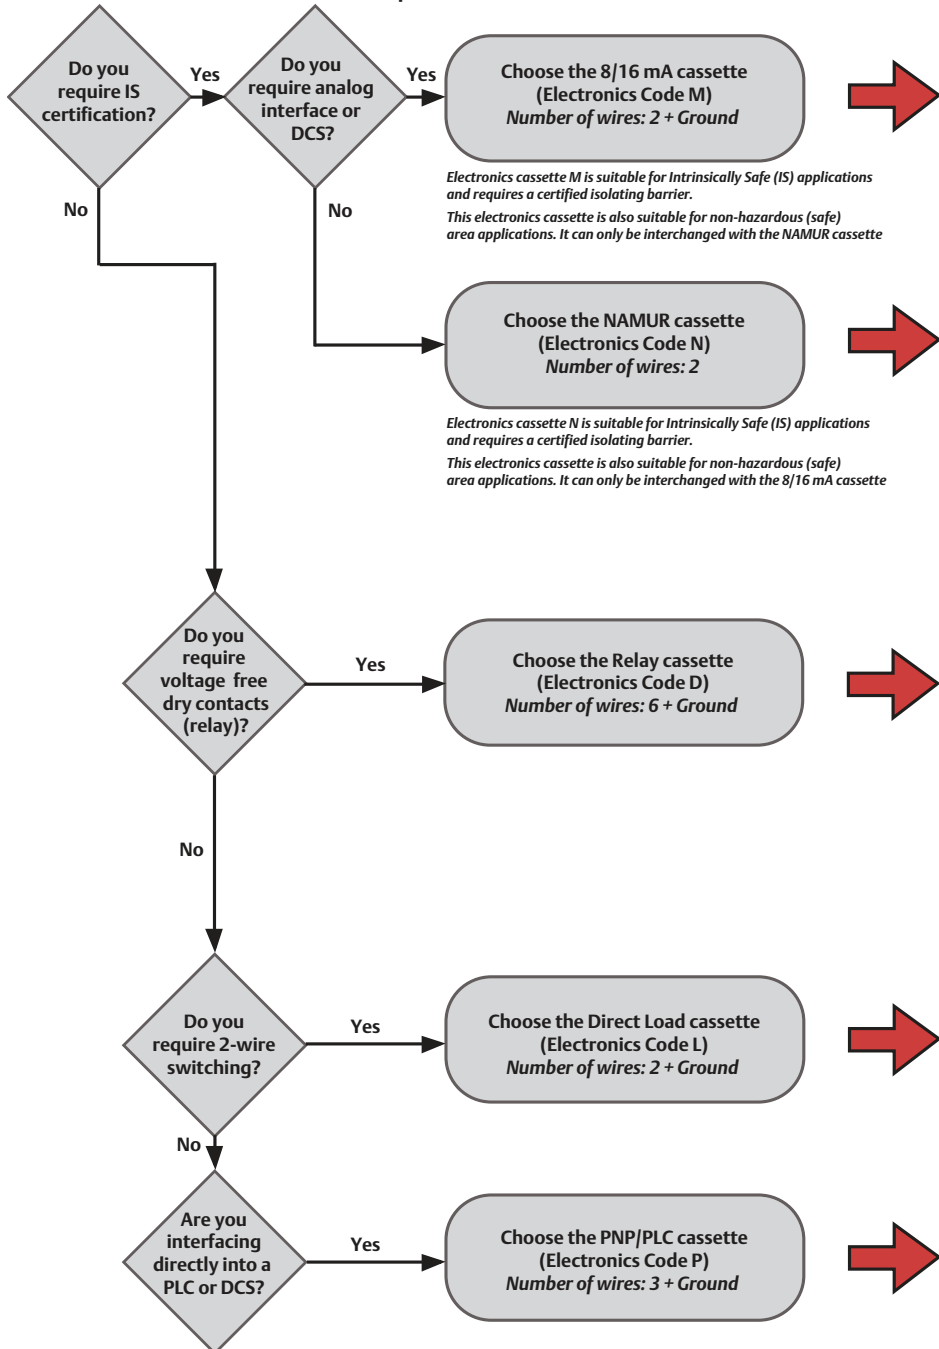 Do you
require IS
certification?
Yes
Do you
require analog
interface or
DCS?
Yes
Choose the 8/16 mA cassette
(Electronics Code M)
Number of wires: 2 + Ground
Electronics cassette M is suitable for Intrinsically Safe (IS) applications
and requires a certified isolating barrier.
This electronics cassette is also suitable for non-hazardous (safe)
area applications. It can only be interchanged with the NAMUR cassette
No
No
Choose the NAMUR cassette
(Electronics Code N)
Number of wires: 2
Electronics cassette N is suitable for Intrinsically Safe (IS) applications
and requires a certified isolating barrier.
This electronics cassette is also suitable for non-hazardous (safe)
area applications. It can only be interchanged with the 8/16 mA cassette
Do you
require
voltage free
dry contacts
(relay)?
Yes
Choose the Relay cassette
(Electronics Code D)
Number of wires: 6 + Ground
No
Do you
require 2-wire
switching?
Yes
Choose the Direct Load cassette
(Electronics Code L)
Number of wires: 2 + Ground
No
Are you
interfacing
directly into a
PLC or DCS?
Yes
Choose the PNP/PLC cassette
(Electronics Code P)
Number of wires: 3 + Ground